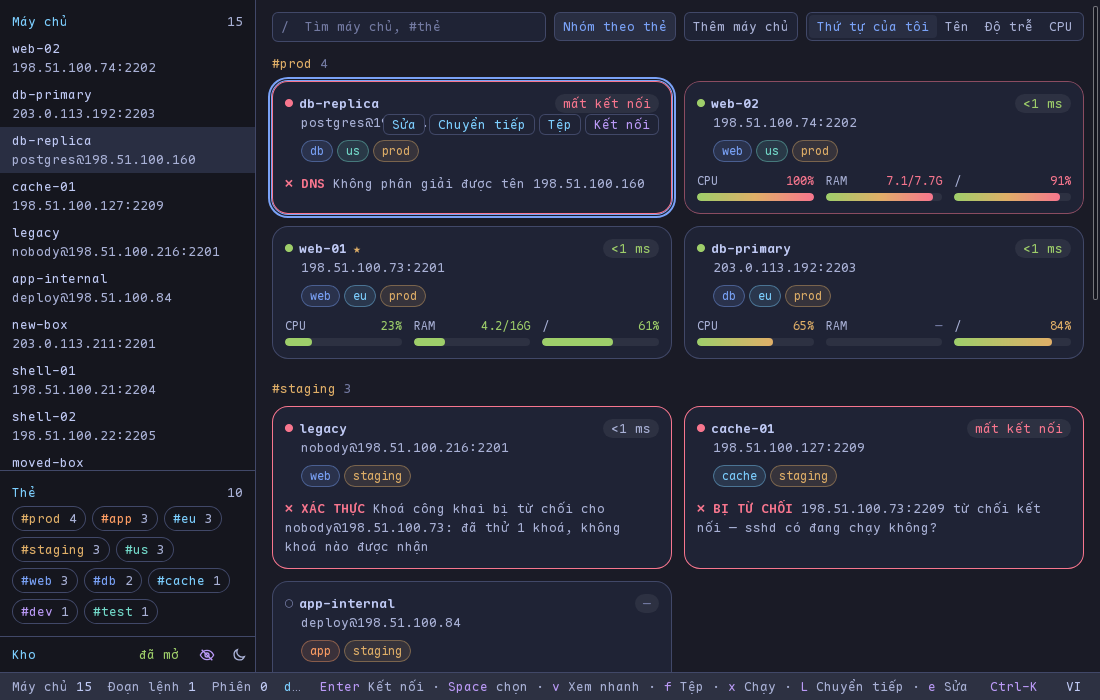 Máy chủ 15
web-02
198.51.100.74:2202
db-primary
203.0.113.192:2203
db-replica
postgres@198.51.100.160
cache-01
198.51.100.127:2209
legacy
nobody@198.51.100.216:2201
app-internal
deploy@198.51.100.84
new-box
203.0.113.211:2201
shell-01
198.51.100.21:2204
shell-02
198.51.100.22:2205
moved-box
Thẻ 10
#prod 4 #app 3 #eu 3
#staging 3 #us 3
#web 3 #db 2 #cache 1
#dev 1 #test 1
Kho đã mở
/ Tìm máy chủ, #thẻ Nhóm theo thẻ Thêm máy chủ Thứ tự của tôi Tên Độ trễ CPU
#prod 4
db-replica mất kết nối
postgres@1 Sửa Chuyển tiếp Tệp Kết nối
db us prod
× DNS Không phân giải được tên 198.51.100.160
web-02 <1 ms
198.51.100.74:2202
web us prod
CPU 100% RAM 7.1/7.7G / 91%
web-01 ★ <1 ms
198.51.100.73:2201
web eu prod
CPU 23% RAM 4.2/16G / 61%
db-primary <1 ms
203.0.113.192:2203
db eu prod
CPU 65% RAM — / 84%
#staging 3
legacy <1 ms
nobody@198.51.100.216:2201
web staging
× XÁC THỰC Khoá công khai bị từ chối cho
nobody@198.51.100.73: đã thử 1 khoá, không
khoá nào được nhận
cache-01 mất kết nối
198.51.100.127:2209
cache staging
× BỊ TỪ CHỐI 198.51.100.73:2209 từ chối kết
nối — sshd có đang chạy không?
app-internal —
deploy@198.51.100.84
app staging
Máy chủ 15 Đoạn lệnh 1 Phiên 0 d… Enter Kết nối · Space chọn · v Xem nhanh · f Tệp · x Chạy · L Chuyển tiếp · e Sửa Ctrl-K VI